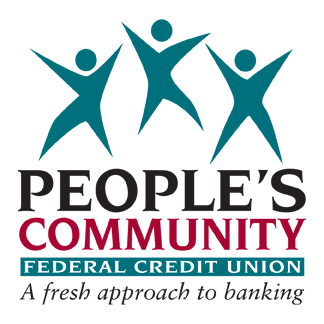 PEOPLE'S
COMMUNITY
FEDERAL CREDIT UNION
A fresh approach to banking